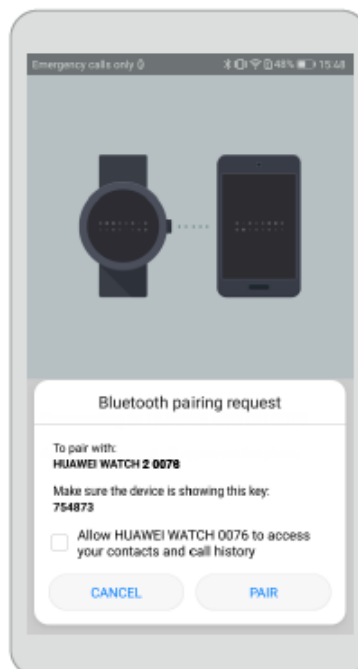 Emergency calls only
48% 15:48
Bluetooth pairing request
To pair with:
HUAWEI WATCH 2 0076
Make sure the device is showing this key:
754873
Allow HUAWEI WATCH 0076 to access
your contacts and call history
CANCEL PAIR